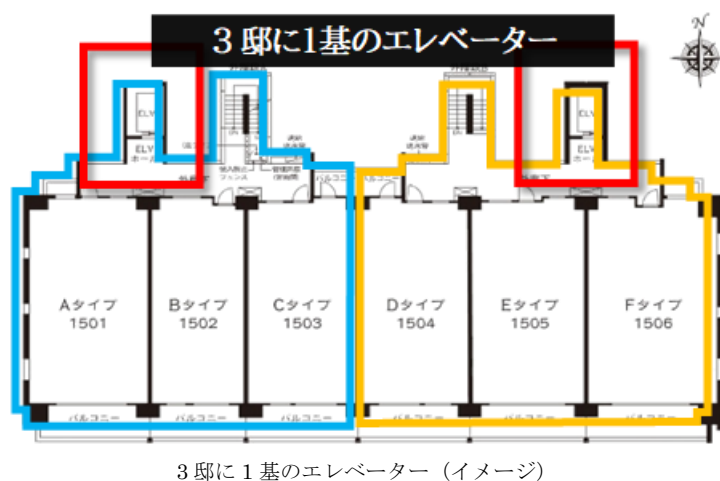 3邸に1基のエレベーター
N
ELV
ELV
ホール
ELV
ELV
ホール
バルコニー
バルコニー
Aタイプ
1501
Bタイプ
1502
Cタイプ
1503
Dタイプ
1504
Eタイプ
1505
Fタイプ
1506
バルコニー
バルコニー
バルコニー
バルコニー
バルコニー
バルコニー
3邸に1基のエレベーター（イメージ）